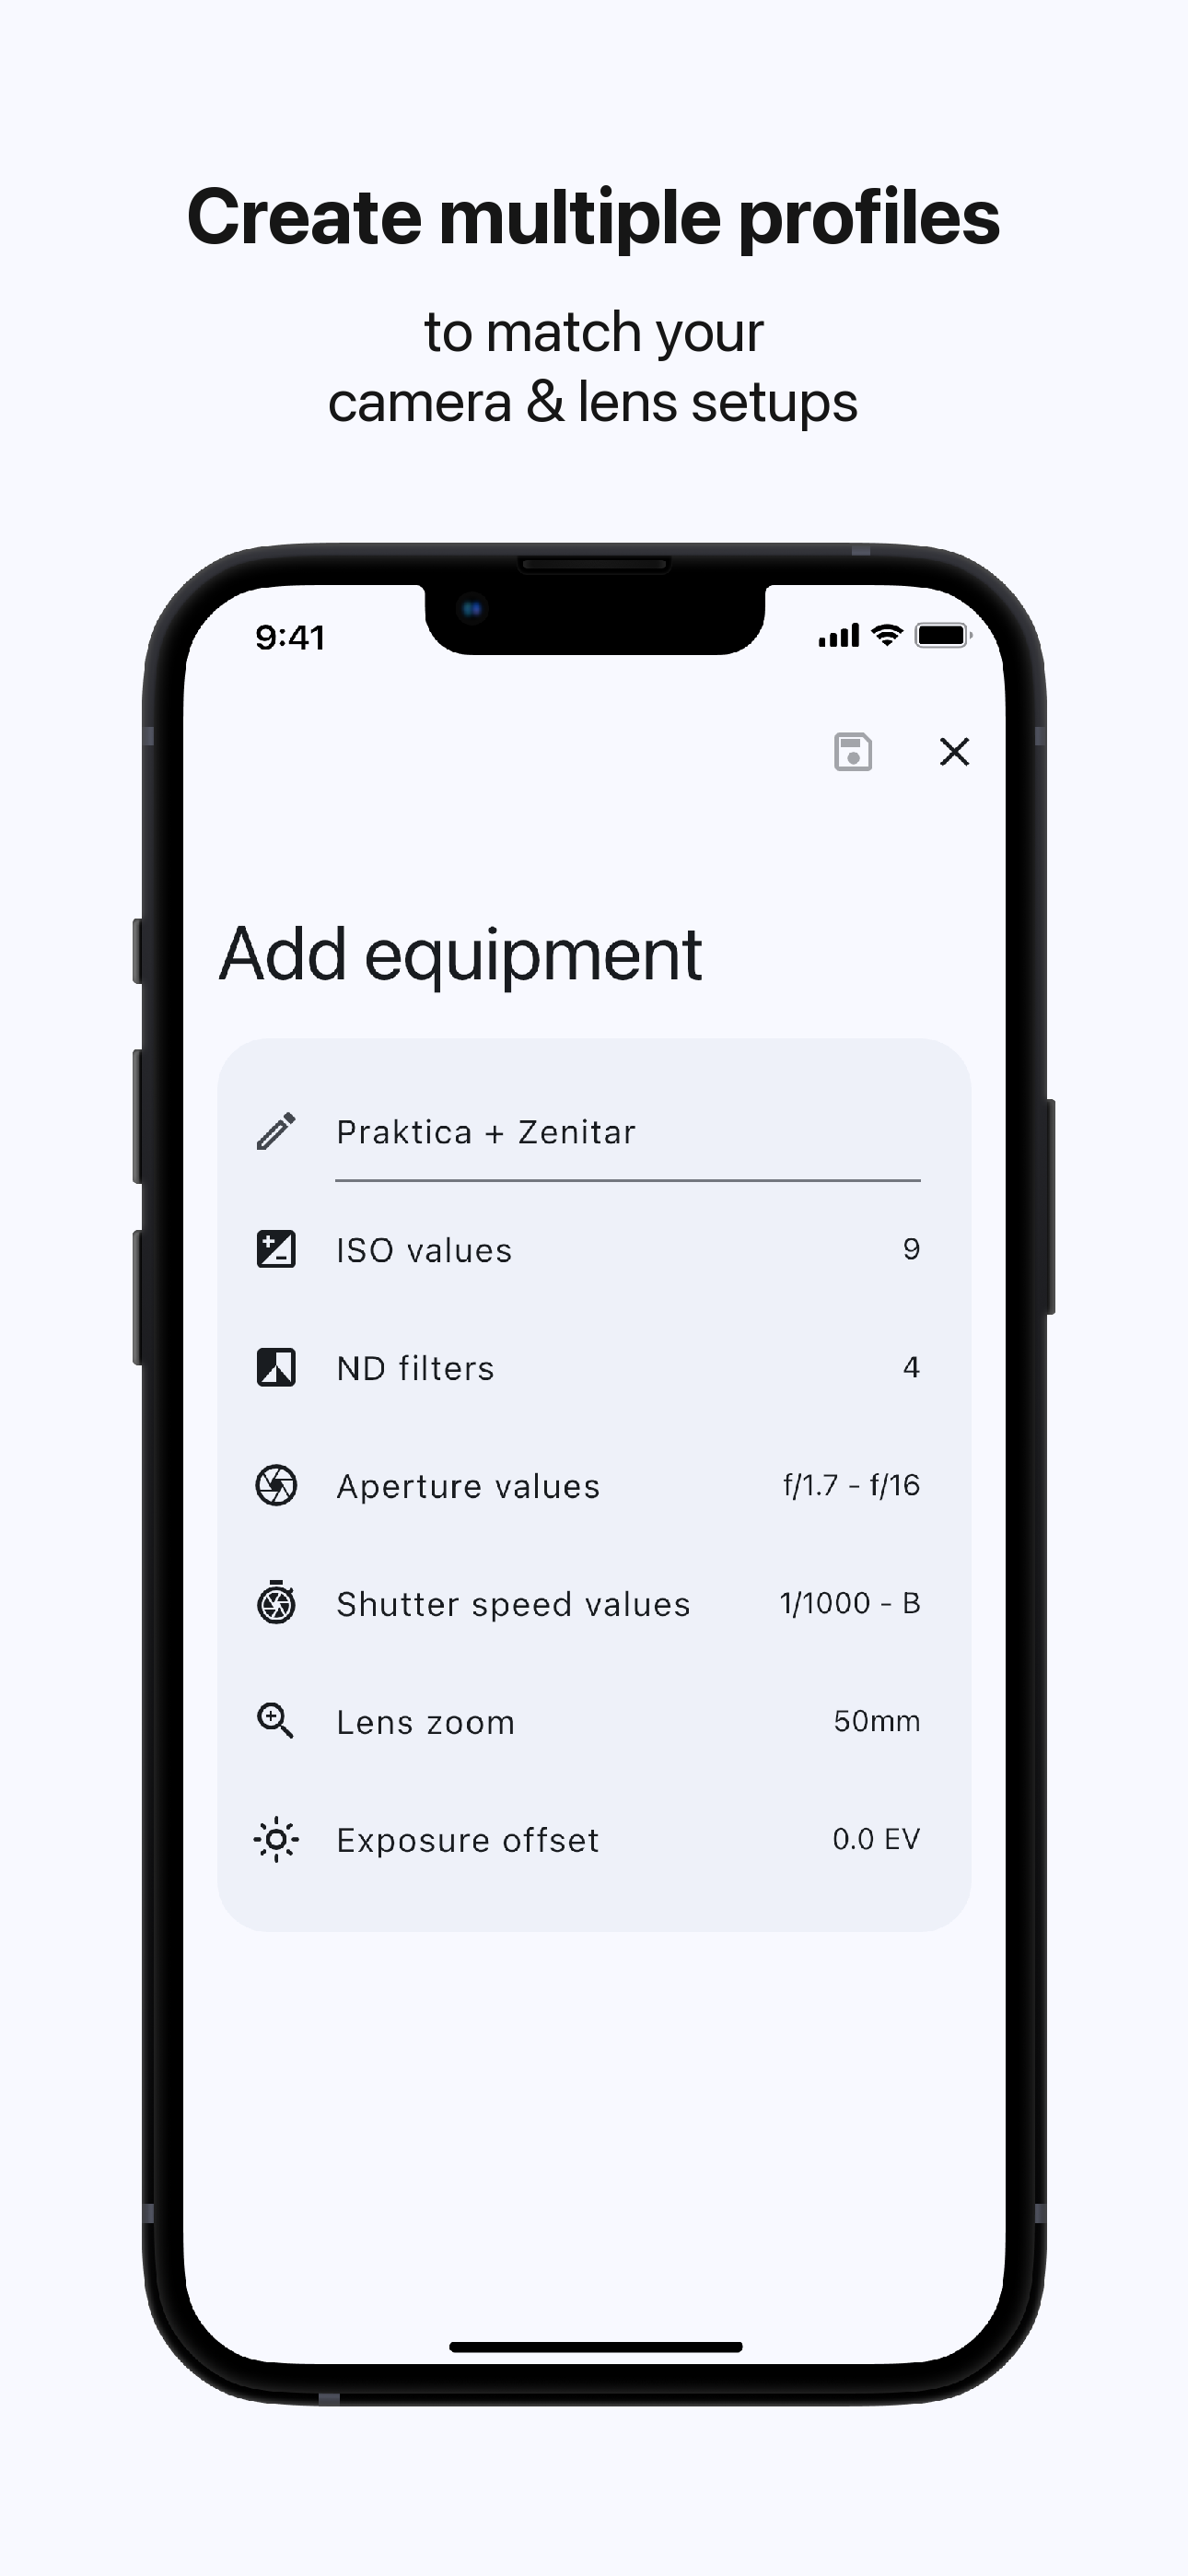 Create multiple profiles
to match your
camera & lens setups
9:41
Add equipment
Praktica + Zenitar
ISO values 9
ND filters 4
Aperture values f/1.7 - f/16
Shutter speed values 1/1000 - B
Lens zoom 50mm
Exposure offset 0.0 EV